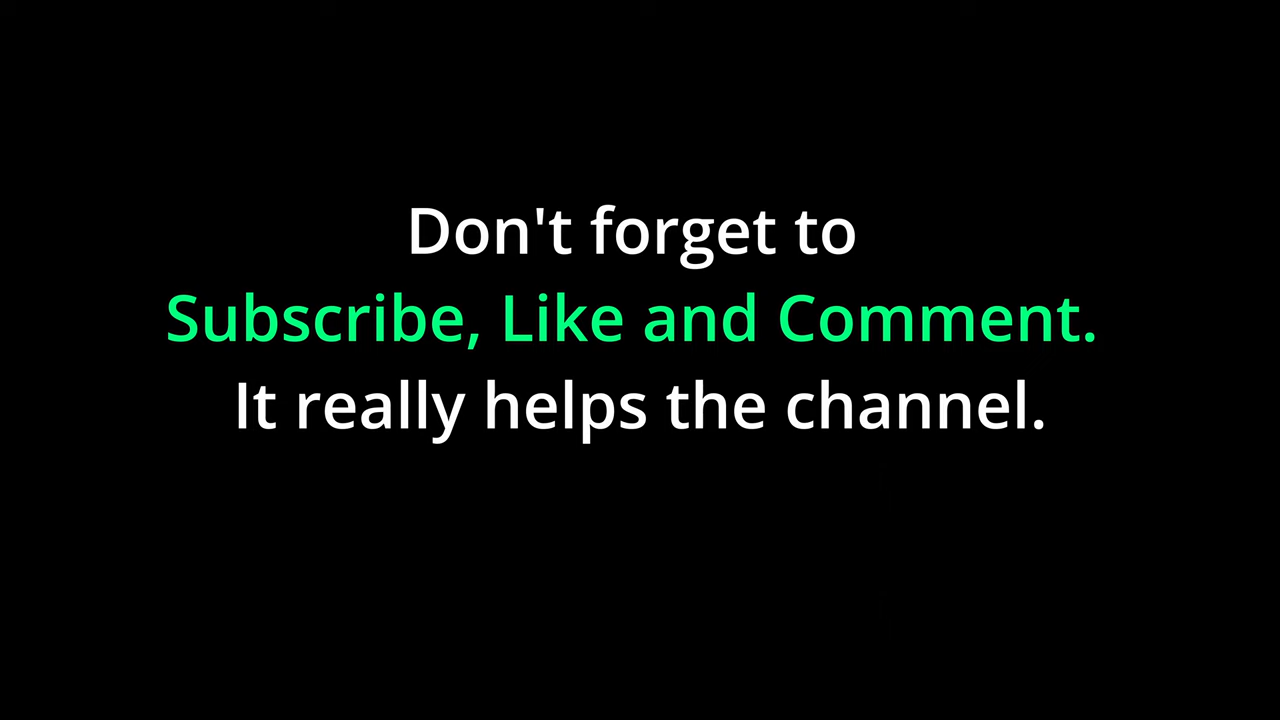 Don't forget to
Subscribe, Like and Comment.
It really helps the channel.